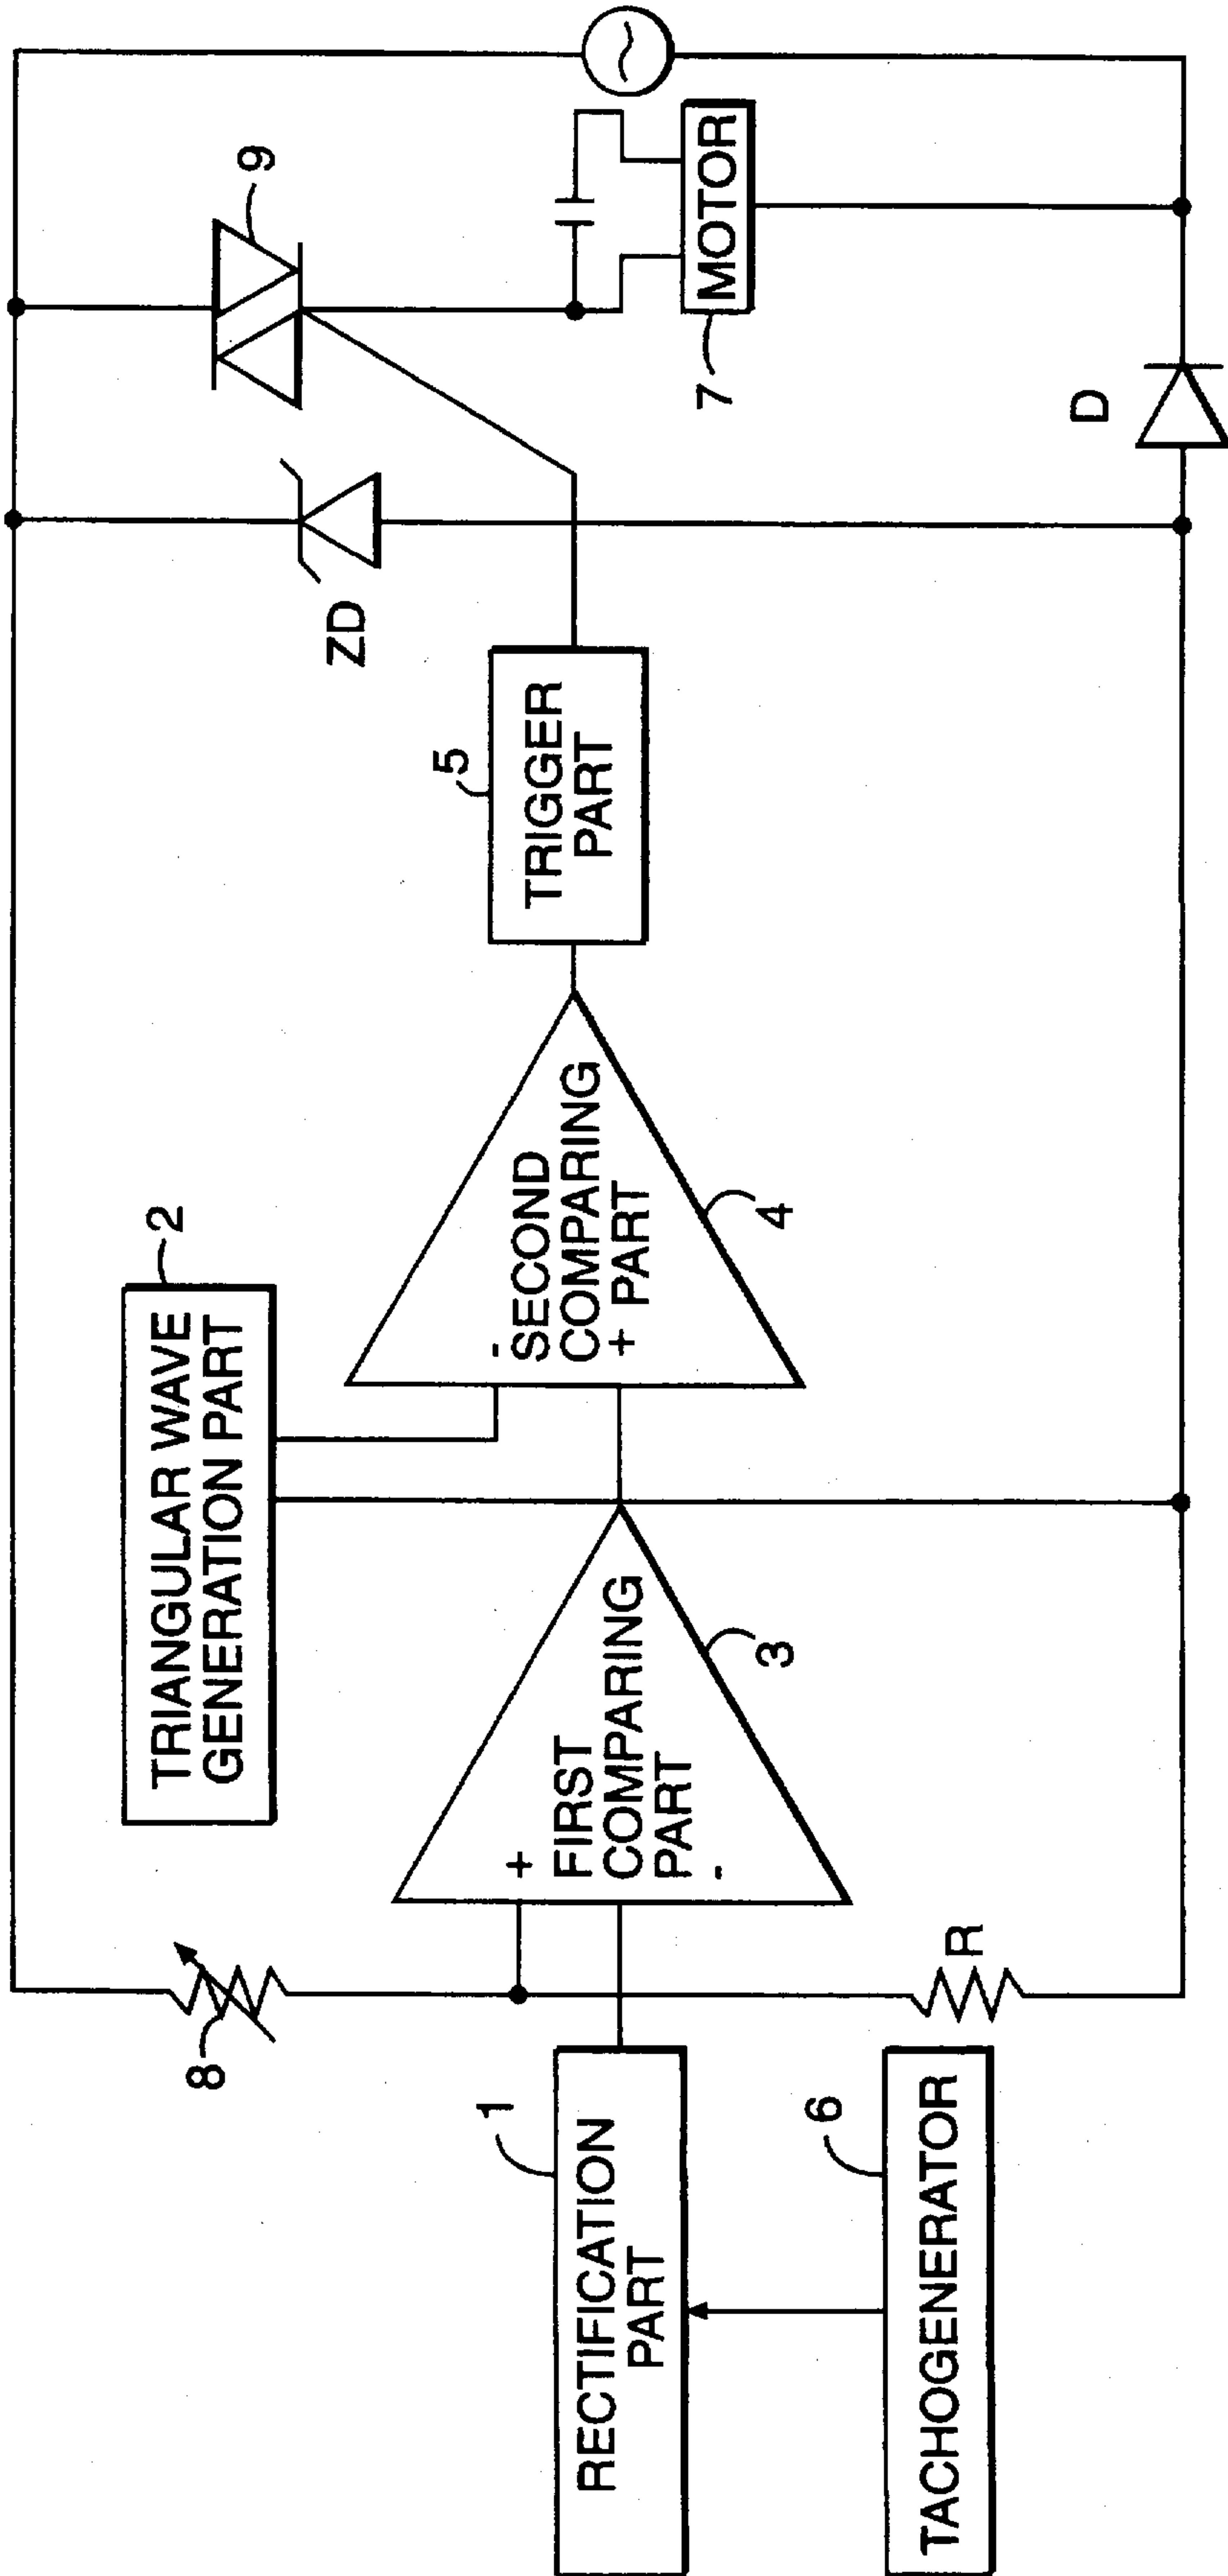 9
ZD
MOTOR
7
D
5
TRIGGER
PART
2
TRIANGULAR WAVE
GENERATION PART
-
SECOND
COMPARING
+ PART
4
+
FIRST
COMPARING
PART
-
3
8
R
1
RECTIFICATION
PART
6
TACHOGENERATOR